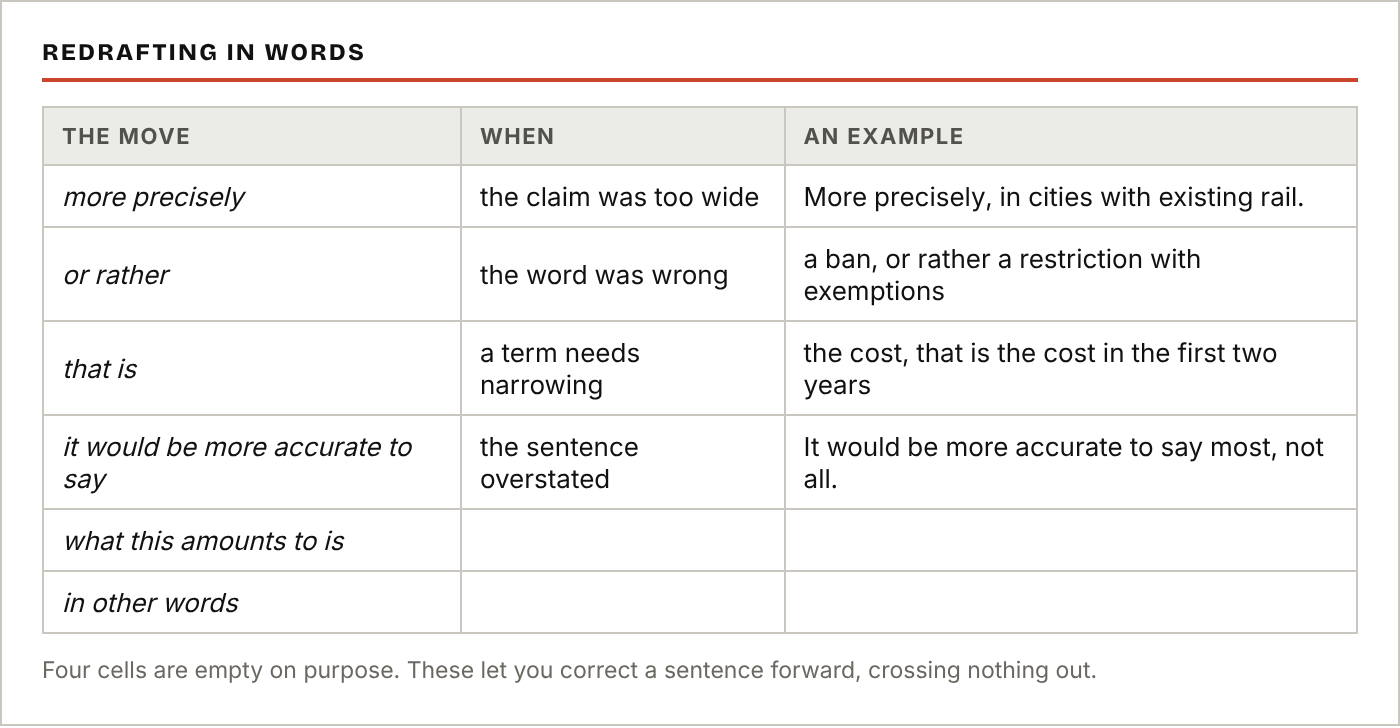 REDRAFTING IN WORDS
THE MOVE WHEN AN EXAMPLE
more precisely the claim was too wide More precisely, in cities with existing rail.
or rather the word was wrong a ban, or rather a restriction with
exemptions
that is a term needs
narrowing the cost, that is the cost in the first two
years
it would be more accurate to
say the sentence
overstated It would be more accurate to say most, not
all.
what this amounts to is
in other words
Four cells are empty on purpose. These let you correct a sentence forward, crossing nothing out.